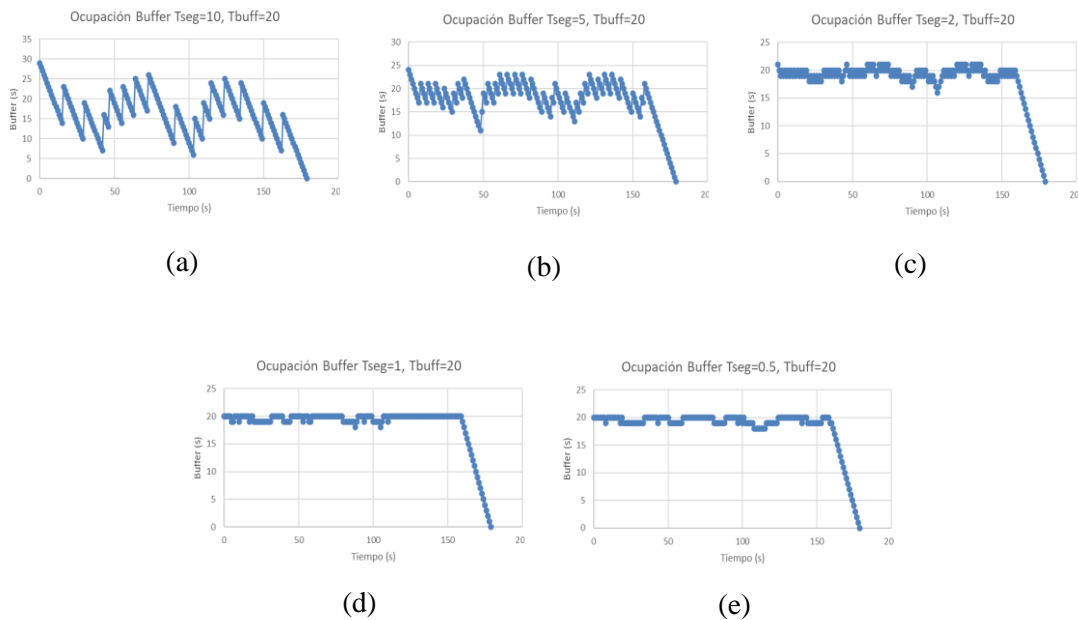 Ocupación Buffer Tseg=10, Tbuff=20
Buffer (s)
35
30
25
20
15
10
5
0
0 50 100 150 20
Tiempo (s)
(a)
Ocupación Buffer Tseg=5, Tbuff=20
Buffer (s)
30
25
20
15
10
5
0
0 50 100 150 20
Tiempo (s)
(b)
Ocupación Buffer Tseg=2, Tbuff=20
Buffer (s)
25
20
15
10
5
0
0 50 100 150 20
Tiempo (s)
(c)
Ocupación Buffer Tseg=1, Tbuff=20
Buffer (s)
25
20
15
10
5
0
0 50 100 150 20
Tiempo (s)
(d)
Ocupación Buffer Tseg=0.5, Tbuff=20
Buffer (s)
25
20
15
10
5
0
0 50 100 150 20
Tiempo (s)
(e)